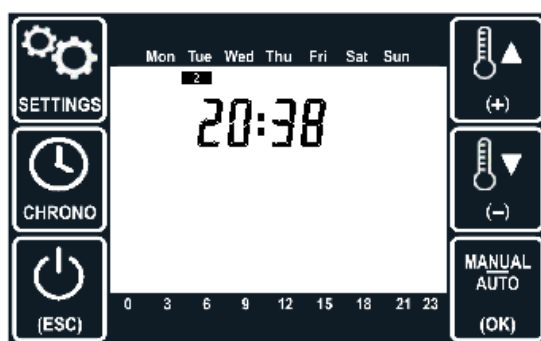 Mon Tue Wed Thu Fri Sat Sun
2
20:38
SETTINGS
(+)
CHRONO
(-)
(ESC)
0 3 6 9 12 15 18 21 23
MANUAL
AUTO
(OK)